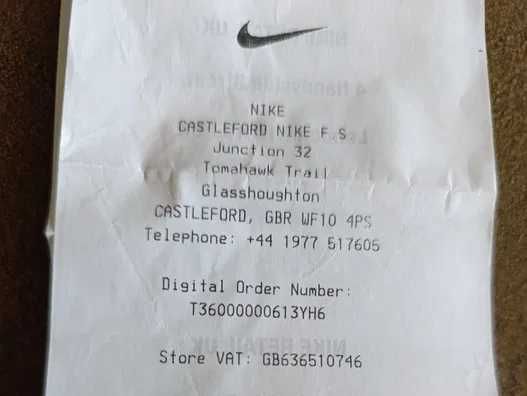 NIKE
CASTLEFORD NIKE F.S.
Junction 32
Tomahawk Trail
Glasshoughton
CASTLEFORD, GBR WF10 4PS
Telephone: +44 1977 517605
Digital Order Number:
T36000000613YH6
Store VAT: GB636510746